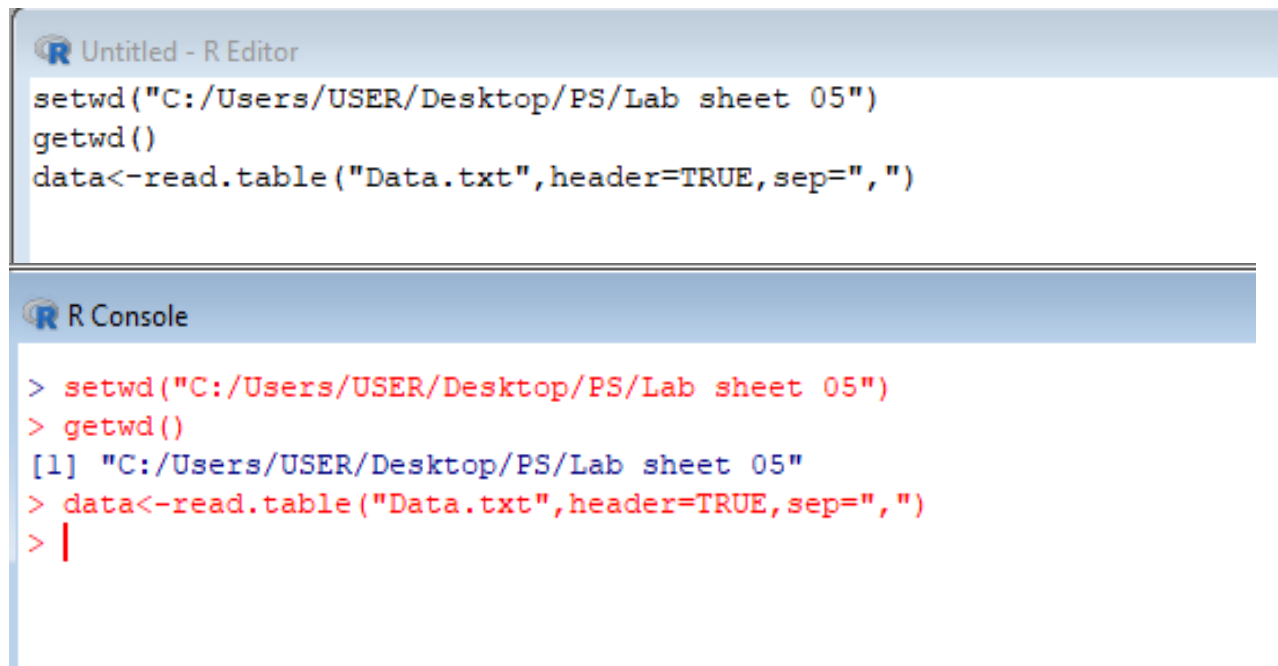 Untitled - R Editor
setwd("C:/Users/USER/Desktop/PS/Lab sheet 05")
getwd()
data<-read.table("Data.txt",header=TRUE,sep=",")
R Console
> setwd("C:/Users/USER/Desktop/PS/Lab sheet 05")
> getwd()
[1] "C:/Users/USER/Desktop/PS/Lab sheet 05"
> data<-read.table("Data.txt",header=TRUE,sep=",")
>